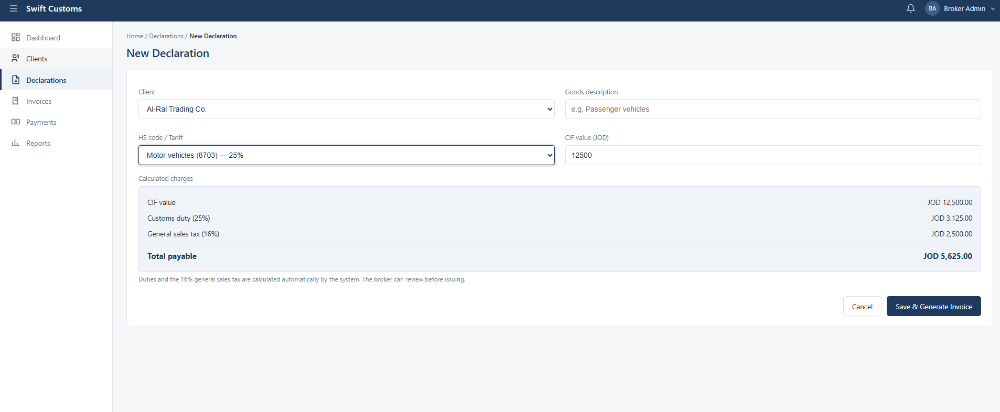 Swift Customs
BA Broker Admin
Dashboard
Clients
Declarations
Invoices
Payments
Reports
Home / Declarations / New Declaration
New Declaration
Client
Al-Rai Trading Co.
Goods description
e.g. Passenger vehicles
HS code / Tariff
Motor vehicles (8703) — 25%
CIF value (JOD)
12500
Calculated charges
CIF value JOD 12,500.00
Customs duty (25%) JOD 3,125.00
General sales tax (16%) JOD 2,500.00
Total payable JOD 5,625.00
Duties and the 16% general sales tax are calculated automatically by the system. The broker can review before issuing.
Cancel
Save & Generate Invoice